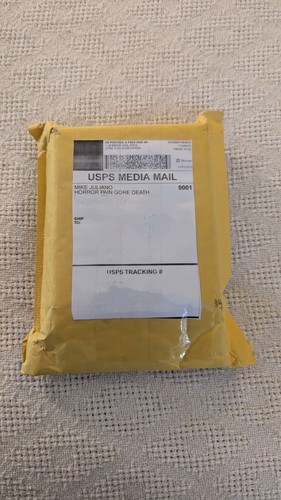 USPS MEDIA MAIL
MIKE JULIANO
0001
HORROR PAIN GORE DEATH
SHIP
TO:
USPS TRACKING #